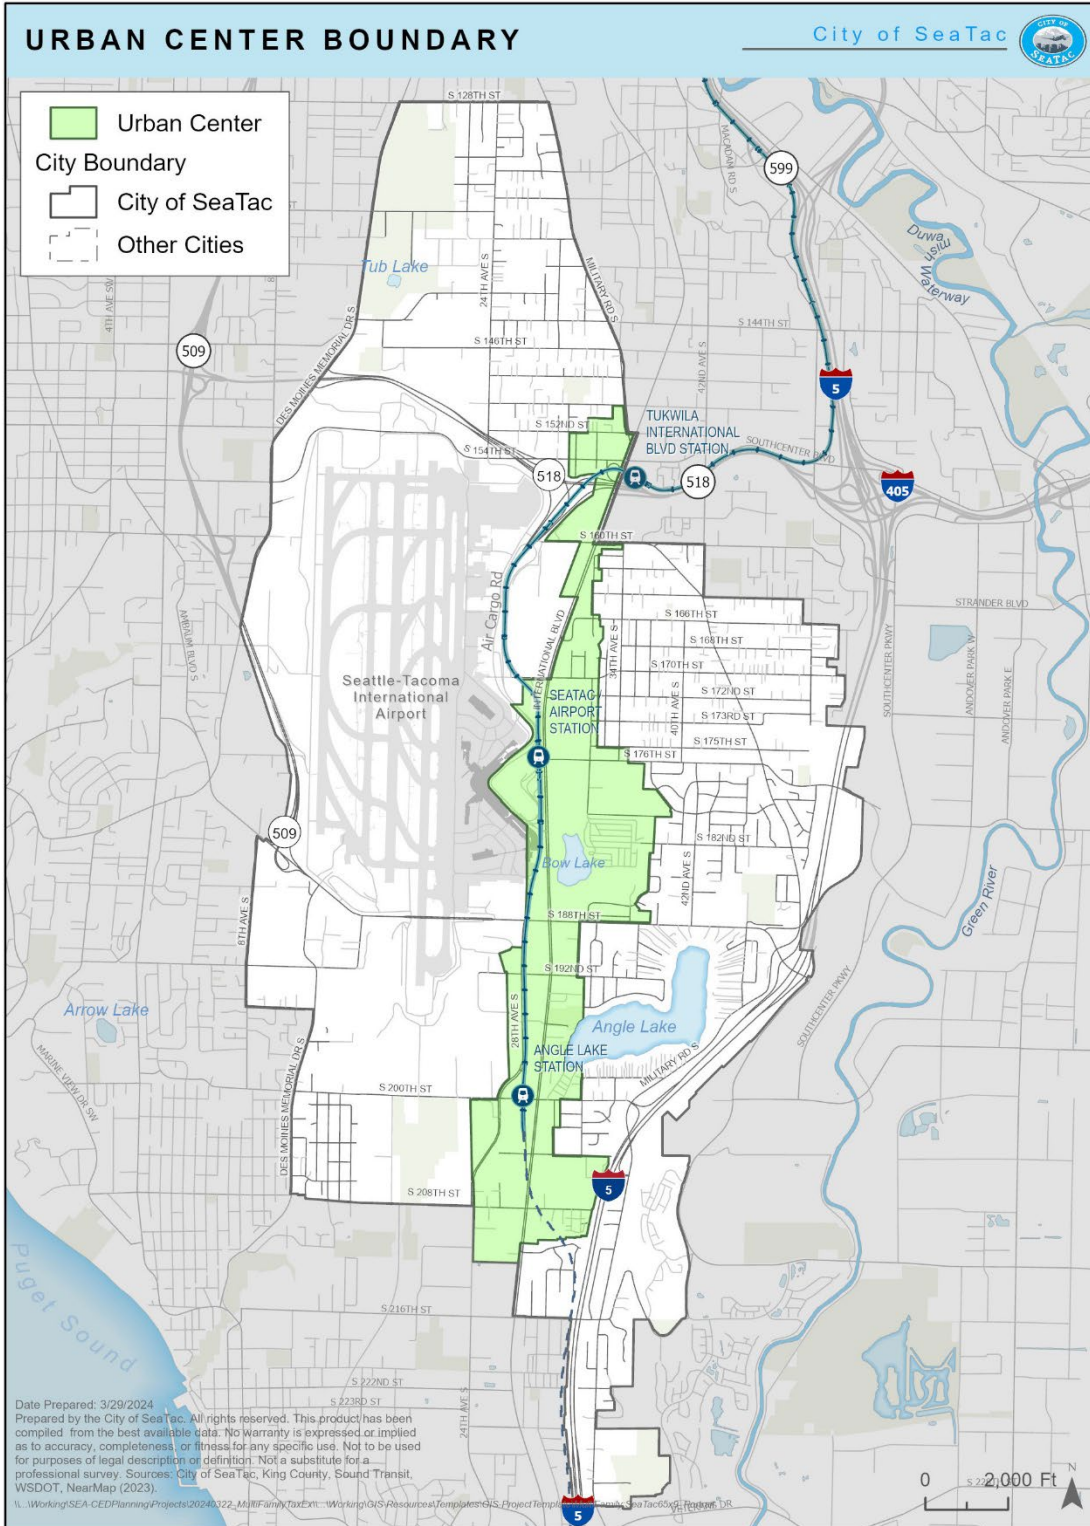 URBAN CENTER BOUNDARY
City of SeaTac
CITY OF
SEATAC
Urban Center
City Boundary
City of SeaTac
Other Cities
S 128TH ST
MACADAM RD S
599
Duwa
mish
Waterway
Tub Lake
24TH AVE S
MILITARY RD S
4TH AVE SW
DES MOINES MEMORIAL DR S
S 144TH ST
S 146TH ST
509
42ND AVE S
5
TUKWILA
INTERNATIONAL
BLVD STATION
S 152ND ST
S 154TH ST
SOUTHCENTER BLVD
518
518
405
S 160TH ST
Air Cargo Rd
INTERNATIONAL BLVD
34TH AVE S
AMBAUM BLVD S
STRANDER BLVD
S 166TH ST
S 168TH ST
S 170TH ST
SOUTHCENTER PKWY
ANDOVER PARK W
ANDOVER PARK E
Seattle-Tacoma
International
Airport
SEATAC/
AIRPORT
STATION
40TH AVE S
S 172ND ST
S 173RD ST
S 175TH ST
S 176TH ST
509
S 182ND ST
Bow Lake
42ND AVE S
8TH AVE S
S 188TH ST
Green River
S 192ND ST
28TH AVE S
Arrow Lake
Angle Lake
SOUTHCENTER PKWY
MARINE VIEW DR SW
DES MOINES MEMORIAL DR S
ANGLE LAKE
STATION
MILITARY RD S
S 200TH ST
S 208TH ST
5
Puget Sound
S 216TH ST
S 222ND ST
S 223RD ST
24TH AVE S
Date Prepared: 3/29/2024
Prepared by the City of SeaTac. All rights reserved. This product has been
compiled from the best available data. No warranty is expressed or implied
as to accuracy, completeness, or fitness for any specific use. Not to be used
for purposes of legal description or definition. Not a substitute for a
professional survey. Sources: City of SeaTac, King County, Sound Transit,
WSDOT, NearMap (2023).
0 2,000 Ft
N
5